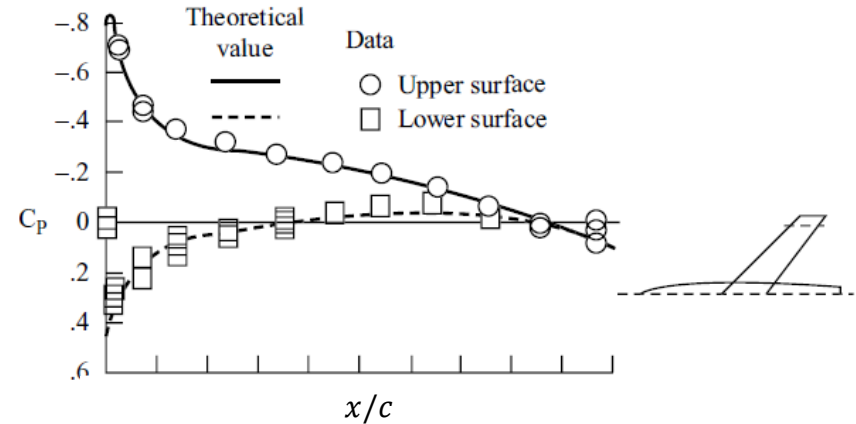 Theoretical
value
Data
Upper surface
Lower surface
–.8
–.6
–.4
–.2
0
.2
.4
.6
C_P
x/c